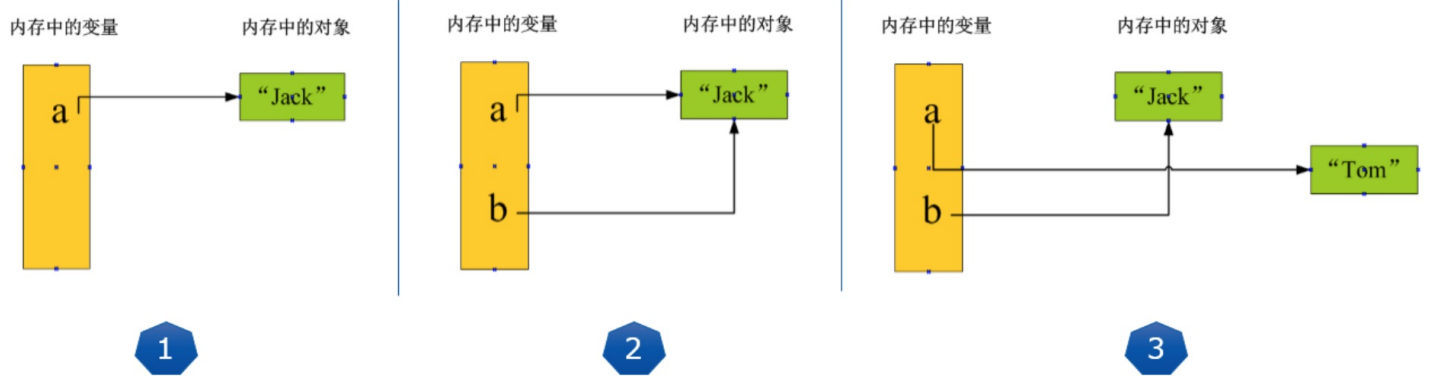 内存中的变量
内存中的对象
a
“Jack”
1
内存中的变量
内存中的对象
a
“Jack”
b
2
内存中的变量
内存中的对象
a
“Jack”
“Tom”
b
3